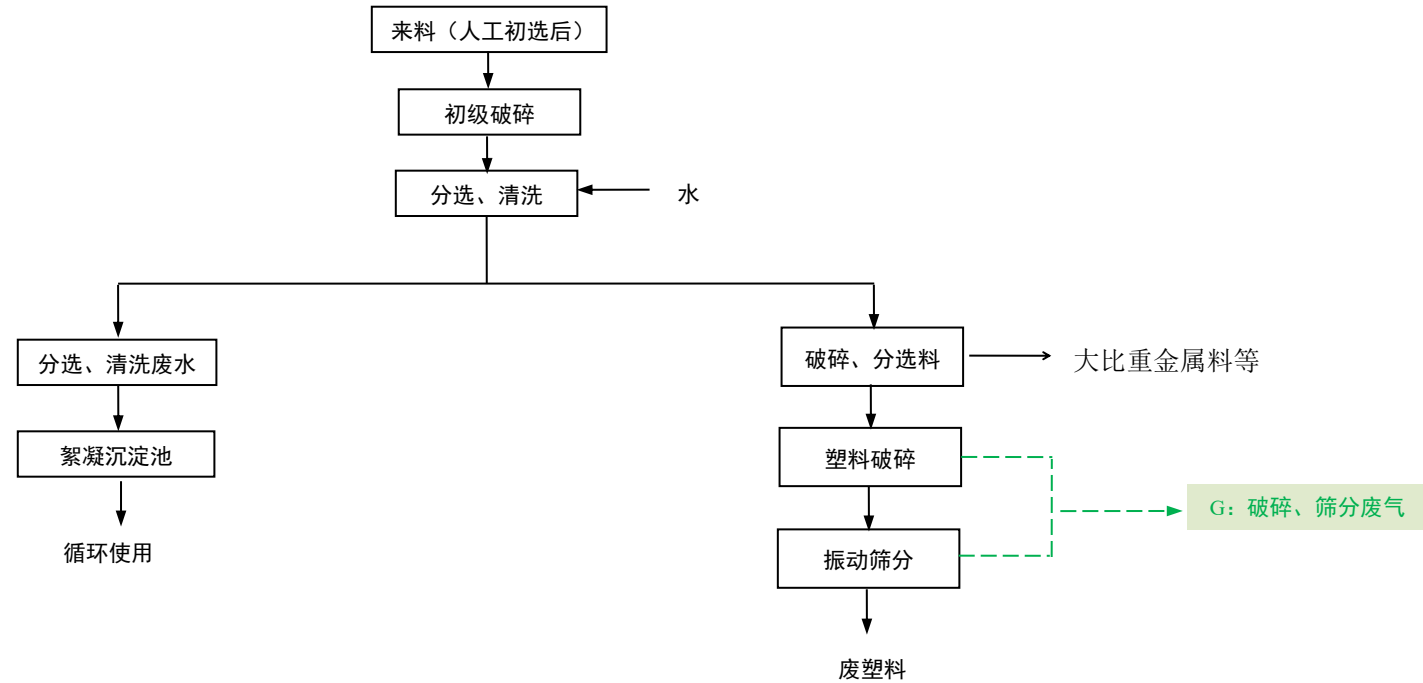 来料（人工初选后）
初级破碎
分选、清洗
水
分选、清洗废水
破碎、分选料
大比重金属料等
絮凝沉淀池
塑料破碎
G：破碎、筛分废气
循环使用
振动筛分
废塑料